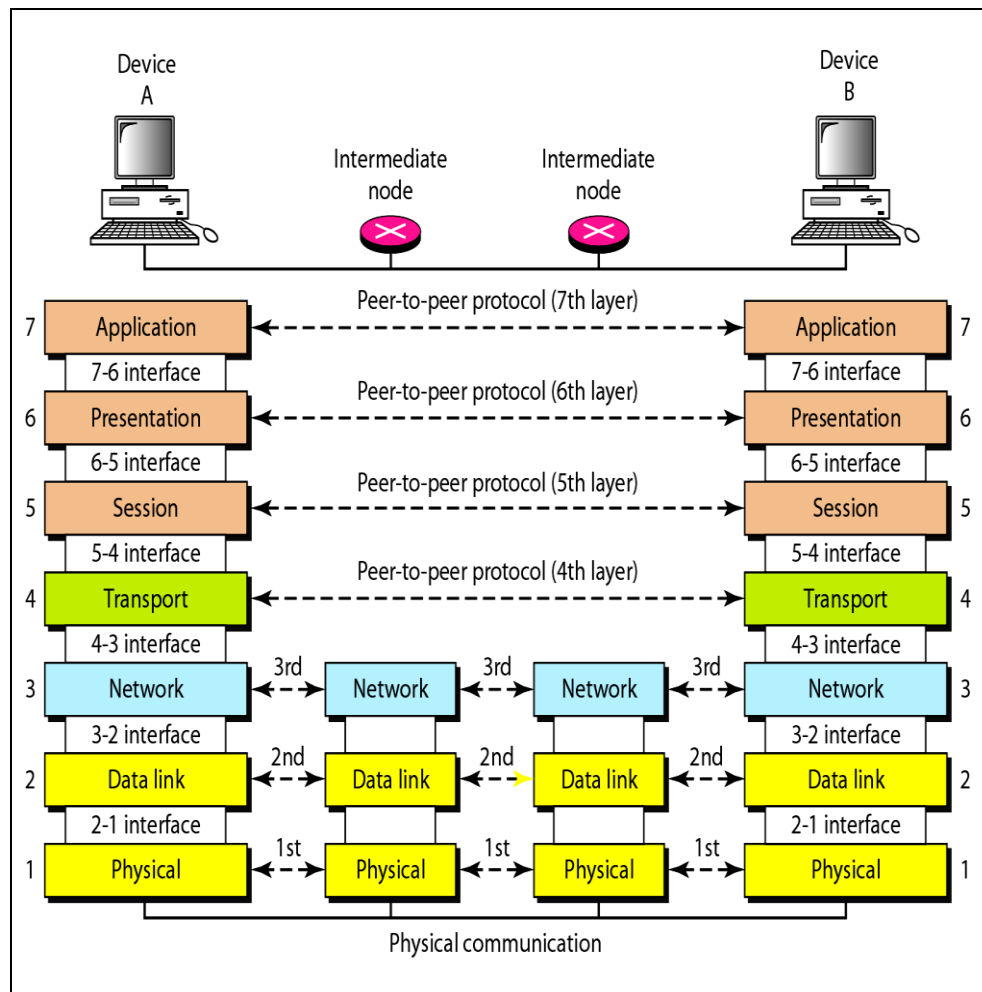 Device
A
Device
B
Intermediate
node
Intermediate
node
Peer-to-peer protocol (7th layer)
7 Application Application 7
7-6 interface 7-6 interface
Peer-to-peer protocol (6th layer)
6 Presentation Presentation 6
6-5 interface 6-5 interface
Peer-to-peer protocol (5th layer)
5 Session Session 5
5-4 interface 5-4 interface
Peer-to-peer protocol (4th layer)
4 Transport Transport 4
4-3 interface 4-3 interface
3rd 3rd 3rd
3 Network Network Network Network 3
3-2 interface 3-2 interface
2nd 2nd 2nd
2 Data link Data link Data link Data link 2
2-1 interface 2-1 interface
1st 1st 1st
1 Physical Physical Physical Physical 1
Physical communication